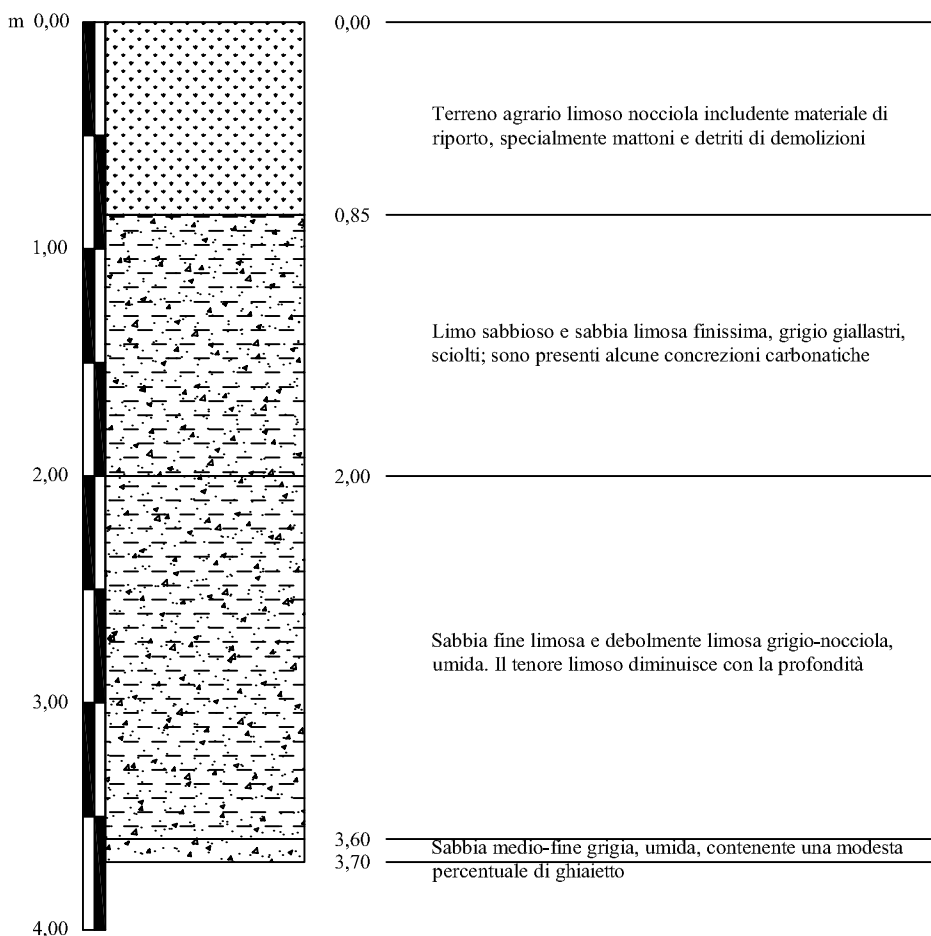 m 0,00
0,00
Terreno agrario limoso nocciola includente materiale di
riporto, specialmente mattoni e detriti di demolizioni
0,85
1,00
Limo sabbioso e sabbia limosa finissima, grigio giallastri,
sciolti; sono presenti alcune concrezioni carbonatiche
2,00
2,00
Sabbia fine limosa e debolmente limosa grigio-nocciola,
umida. Il tenore limoso diminuisce con la profondità
3,00
3,60
Sabbia medio-fine grigia, umida, contenente una modesta
3,70
percentuale di ghiaietto
4,00